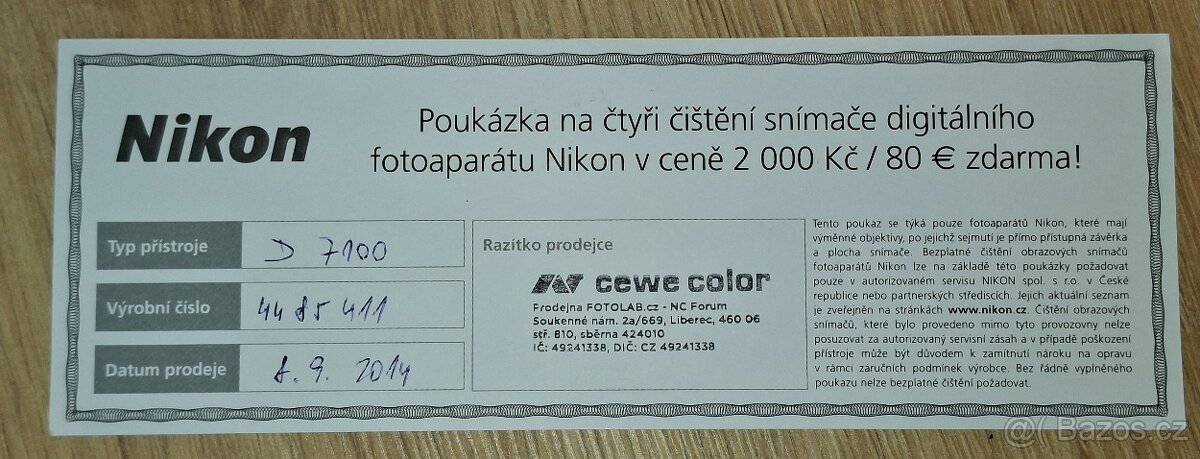 Nikon
Poukázka na čtyři čištění snímače digitálního
fotoaparátu Nikon v ceně 2 000 Kč / 80 € zdarma!
Typ přístroje D 7100
Výrobní číslo 4485 411
Datum prodeje 8. 9. 2014
Razítko prodejce
cewe color
Prodejna FOTOLAB.cz - NC Forum
Soukenné nám. 2a/669, Liberec, 460 06
stř. 810, sběrna 424010
IČ: 49241338, DIČ: CZ 49241338
Tento poukaz se týká pouze fotoaparátů Nikon, které mají
výměnné objektivy, po jejichž sejmutí je přímo přístupná závěrka
a plocha snímače. Bezplatné čištění obrazových snímačů
fotoaparátů Nikon lze na základě této poukázky požadovat
pouze v autorizovaném servisu NIKON spol. s r.o. v České
republice nebo partnerských střediscích. Jejich aktuální seznam
je zveřejněn na stránkách www.nikon.cz. Čištění obrazových
snímačů, které bylo provedeno mimo tyto provozovny nelze
posuzovat za autorizovaný servisní zásah a v případě poškození
přístroje může být důvodem k zamítnutí nároku na opravu
v rámci záručních podmínek výrobce. Bez řádně vyplněného
poukazu nelze bezplatné čištění požadovat.
@( Bazos.cz